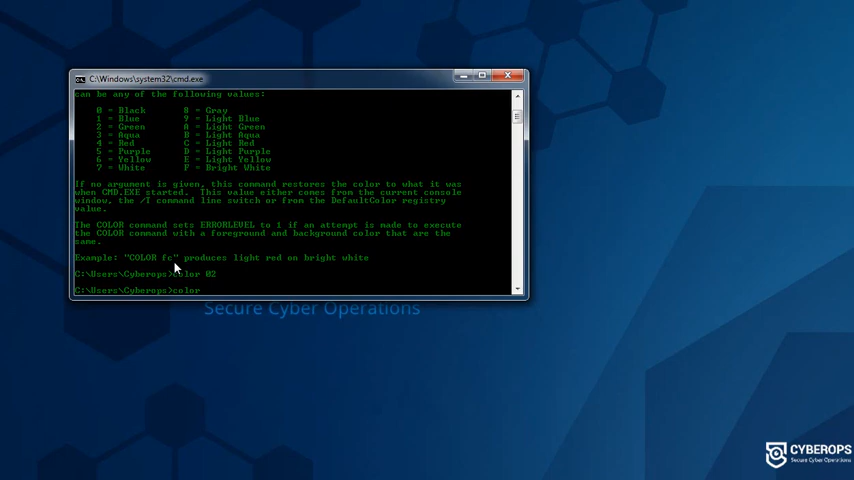 C:\Windows\system32\cmd.exe
can be any of the following values:
0 = Black 8 = Gray
1 = Blue 9 = Light Blue
2 = Green A = Light Green
3 = Aqua B = Light Aqua
4 = Red C = Light Red
5 = Purple D = Light Purple
6 = Yellow E = Light Yellow
7 = White F = Bright White
If no argument is given, this command restores the color to what it was
when CMD.EXE started. This value either comes from the current console
window, the /T command line switch or from the DefaultColor registry
value.
The COLOR command sets ERRORLEVEL to 1 if an attempt is made to execute
the COLOR command with a foreground and background color that are the
same.
Example: "COLOR fc" produces light red on bright white
C:\Users\Cyberops>color 02
C:\Users\Cyberops>color
Secure Cyber Operations
CYBEROPS
Secure Cyber Operations